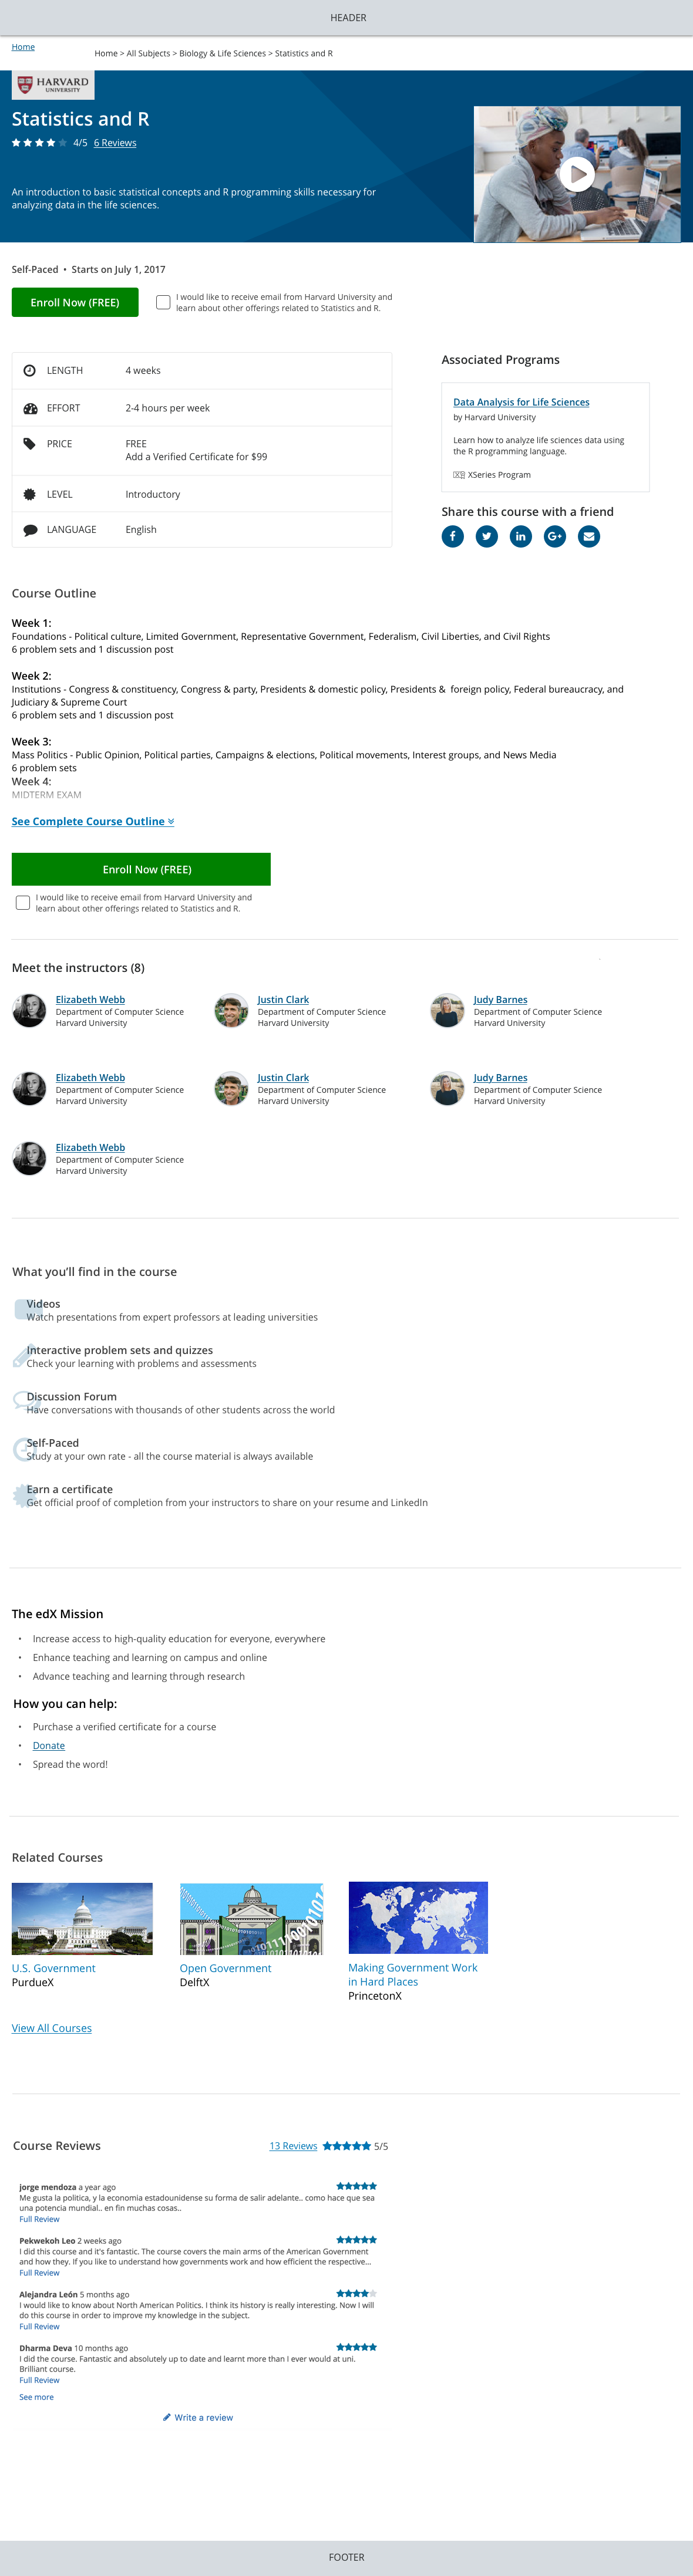 HEADER
Home
Home > All Subjects > Biology & Life Sciences > Statistics and R
HARVARD
UNIVERSITY
Statistics and R
4/5 6 Reviews
An introduction to basic statistical concepts and R programming skills necessary for
analyzing data in the life sciences.
Self-Paced • Starts on July 1, 2017
Enroll Now (FREE)
I would like to receive email from Harvard University and
learn about other offerings related to Statistics and R.
LENGTH 4 weeks
EFFORT 2-4 hours per week
PRICE FREE
Add a Verified Certificate for $99
LEVEL Introductory
LANGUAGE English
Associated Programs
Data Analysis for Life Sciences
by Harvard University
Learn how to analyze life sciences data using
the R programming language.
XSeries Program
Share this course with a friend
Course Outline
Week 1:
Foundations - Political culture, Limited Government, Representative Government, Federalism, Civil Liberties, and Civil Rights
6 problem sets and 1 discussion post
Week 2:
Institutions - Congress & constituency, Congress & party, Presidents & domestic policy, Presidents & foreign policy, Federal bureaucracy, and
Judiciary & Supreme Court
6 problem sets and 1 discussion post
Week 3:
Mass Politics - Public Opinion, Political parties, Campaigns & elections, Political movements, Interest groups, and News Media
6 problem sets
Week 4:
MIDTERM EXAM
See Complete Course Outline
Enroll Now (FREE)
I would like to receive email from Harvard University and
learn about other offerings related to Statistics and R.
Meet the instructors (8)
Elizabeth Webb
Department of Computer Science
Harvard University
Justin Clark
Department of Computer Science
Harvard University
Judy Barnes
Department of Computer Science
Harvard University
Elizabeth Webb
Department of Computer Science
Harvard University
Justin Clark
Department of Computer Science
Harvard University
Judy Barnes
Department of Computer Science
Harvard University
Elizabeth Webb
Department of Computer Science
Harvard University
What you’ll find in the course
Videos
Watch presentations from expert professors at leading universities
Interactive problem sets and quizzes
Check your learning with problems and assessments
Discussion Forum
Have conversations with thousands of other students across the world
Self-Paced
Study at your own rate - all the course material is always available
Earn a certificate
Get official proof of completion from your instructors to share on your resume and LinkedIn
The edX Mission
• Increase access to high-quality education for everyone, everywhere
• Enhance teaching and learning on campus and online
• Advance teaching and learning through research
How you can help:
• Purchase a verified certificate for a course
• Donate
• Spread the word!
Related Courses
U.S. Government
PurdueX
Open Government
DelftX
Making Government Work
in Hard Places
PrincetonX
View All Courses
Course Reviews
13 Reviews 5/5
jorge mendoza a year ago
Me gusta la politica, y la economia estadounidense su forma de salir adelante.. como hace que sea
una potencia mundial.. en fin muchas cosas..
Full Review
Pekwekoh Leo 2 weeks ago
I did this course and it's fantastic. The course covers the main arms of the American Government
and how they. If you like to understand how governments work and how efficient the respective...
Full Review
Alejandra León 5 months ago
I would like to know about North American Politics. I think its history is really interesting. Now I will
do this course in order to improve my knowledge in the subject.
Full Review
Dharma Deva 10 months ago
I did the course. Fantastic and absolutely up to date and learnt more than I ever would at uni.
Brilliant course.
Full Review
See more
Write a review
FOOTER